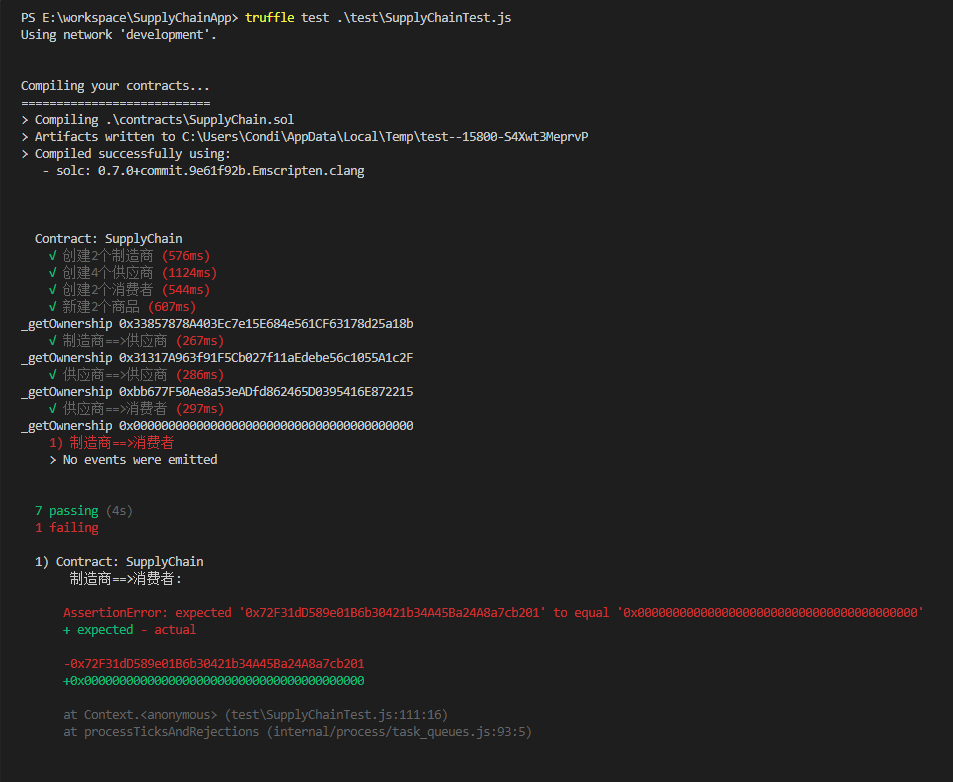 PS E:\workspace\SupplyChainApp> truffle test .\test\SupplyChainTest.js
Using network 'development'.
Compiling your contracts...
===========================
> Compiling .\contracts\SupplyChain.sol
> Artifacts written to C:\Users\Condi\AppData\Local\Temp\test--15800-S4Xwt3MeprvP
> Compiled successfully using:
- solc: 0.7.0+commit.9e61f92b.Emscripten.clang
Contract: SupplyChain
√ 创建2个制造商 (576ms)
√ 创建4个供应商 (1124ms)
√ 创建2个消费者 (544ms)
√ 新建2个商品 (607ms)
_getOwnership 0x33857878A403Ec7e15E684e561CF63178d25a18b
√ 制造商==>供应商 (267ms)
_getOwnership 0x31317A963f91F5Cb027f11aEdebe56c1055A1c2F
√ 供应商==>供应商 (286ms)
_getOwnership 0xbb677F50Ae8a53eADfd862465D0395416E872215
√ 供应商==>消费者 (297ms)
_getOwnership 0x0000000000000000000000000000000000000000
1) 制造商==>消费者
> No events were emitted
7 passing (4s)
1 failing
1) Contract: SupplyChain
制造商==>消费者:
AssertionError: expected '0x72F31dD589e01B6b30421b34A45Ba24A8a7cb201' to equal '0x0000000000000000000000000000000000000000'
+ expected - actual
-0x72F31dD589e01B6b30421b34A45Ba24A8a7cb201
+0x0000000000000000000000000000000000000000
at Context.<anonymous> (test\SupplyChainTest.js:111:16)
at processTicksAndRejections (internal/process/task_queues.js:93:5)